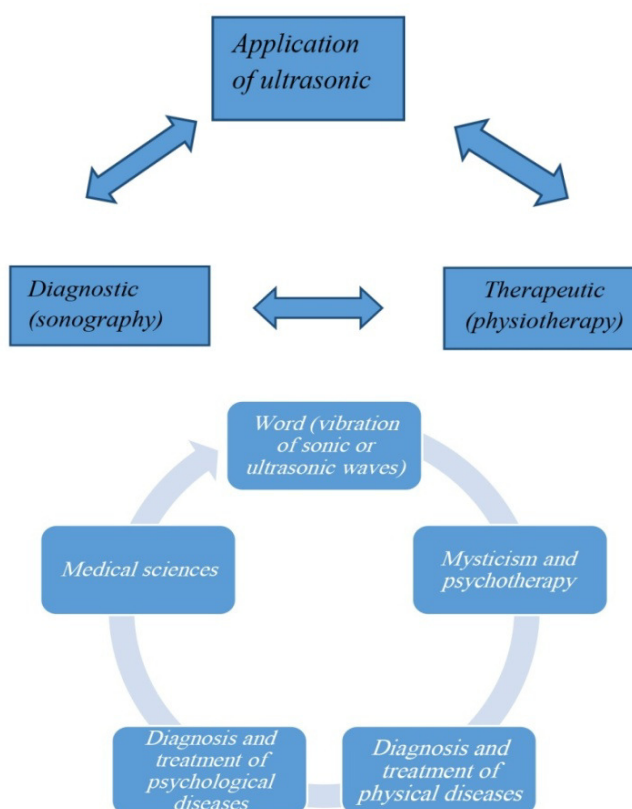 Application
of ultrasonic
Diagnostic
(sonography)
Therapeutic
(physiotherapy)
Word (vibration
of sonic or
ultrasonic waves)
Medical sciences
Mysticism and
psychotherapy
Diagnosis and
treatment of
psychological
diseases
Diagnosis and
treatment of
physical diseases